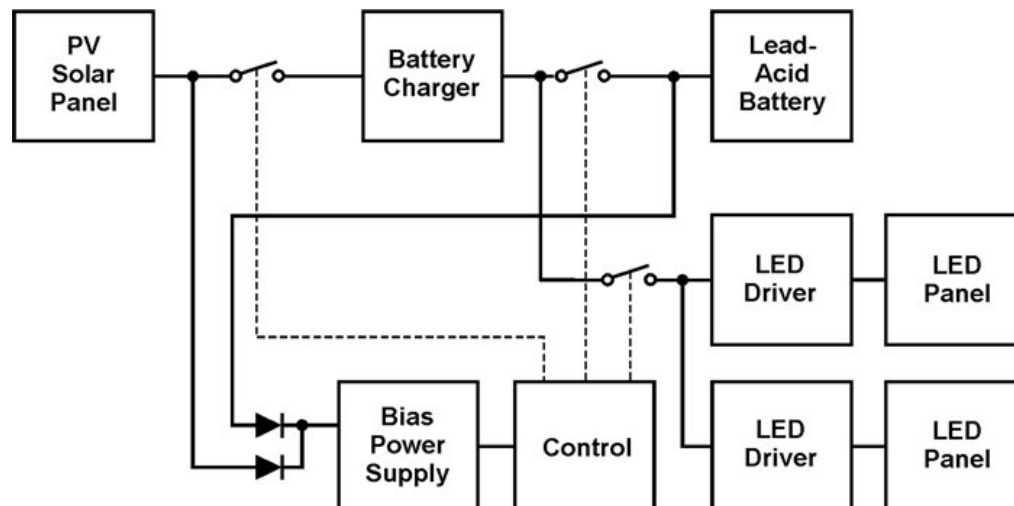 PV
Solar
Panel
Battery
Charger
Lead-
Acid
Battery
LED
Driver
LED
Panel
Bias
Power
Supply
Control
LED
Driver
LED
Panel